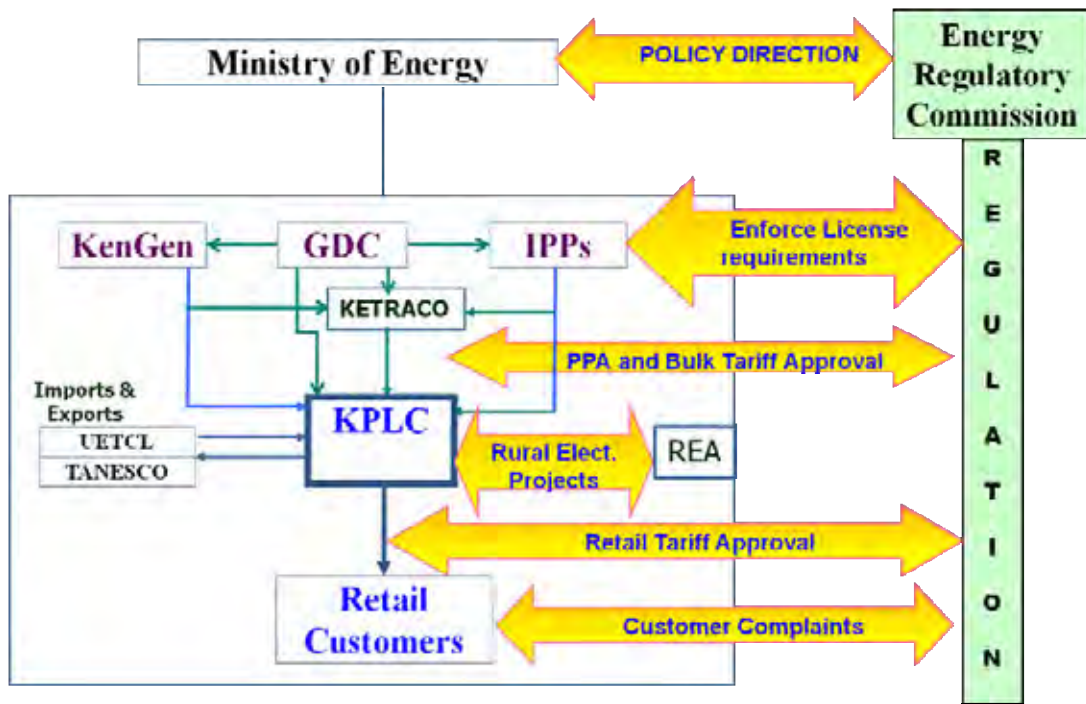 Ministry of Energy
POLICY DIRECTION
Energy
Regulatory
Commission
KenGen
GDC
IPPs
Enforce License
requirements
KETRACO
PPA and Bulk Tariff Approval
Imports &
Exports
UETCL
TANESCO
KPLC
Rural Elect.
Projects
REA
Retail Tariff Approval
Retail
Customers
Customer Complaints
R
E
G
U
L
A
T
I
O
N